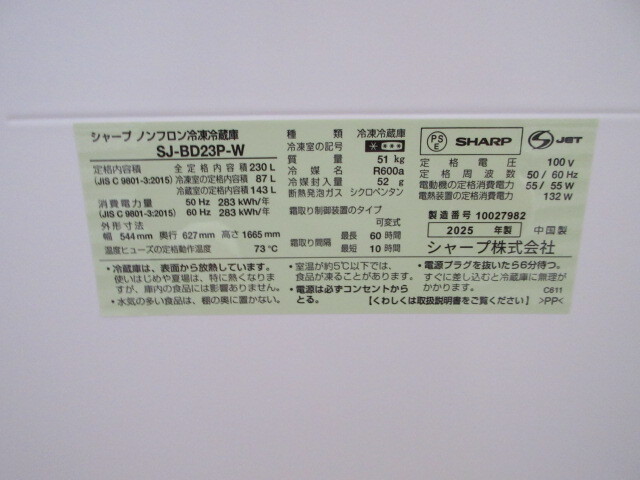 シャープ ノンフロン冷凍冷蔵庫
SJ-BD23P-W
定格内容積 全定格内容積 230 L
(JIS C 9801-3:2015) 冷凍室の定格内容積 87 L
冷蔵室の定格内容積 143 L
消費電力量 50 Hz 283 kWh/年
(JIS C 9801-3:2015) 60 Hz 283 kWh/年
外形寸法
幅 544 mm 奥行 627 mm 高さ 1665 mm
温度ヒューズの定格動作温度 73 ℃
種類 冷凍冷蔵庫
冷凍室の記号
質量 51 kg
冷媒名 R600a
冷媒封入量 52 g
断熱発泡ガス シクロペンタン
霜取り制御装置のタイプ
可変式
霜取り間隔 最長 60 時間
最短 10 時間
PS
E
SHARP
JET
定格電圧 100 V
定格周波数 50 / 60 Hz
電動機の定格消費電力 55 / 55 W
電熱装置の定格消費電力 132 W
製造番号 10027982
2025 年製 中国製
シャープ株式会社
• 冷蔵庫は、表面から放熱しています。
使いはじめや夏場は、特に熱くなりま
すが、庫内の食品には影響ありません。
• 水気の多い食品は、棚の奥に置かない。
• 室温が約5℃以下では、
食品が凍ることがあります。
• 電源は必ずコンセントから
とる。
• 電源プラグを抜いたら6分待つ。
すぐに差し込むと冷蔵庫に無理が
かかります。
C611
【くわしくは取扱説明書をご覧ください】 >PP<